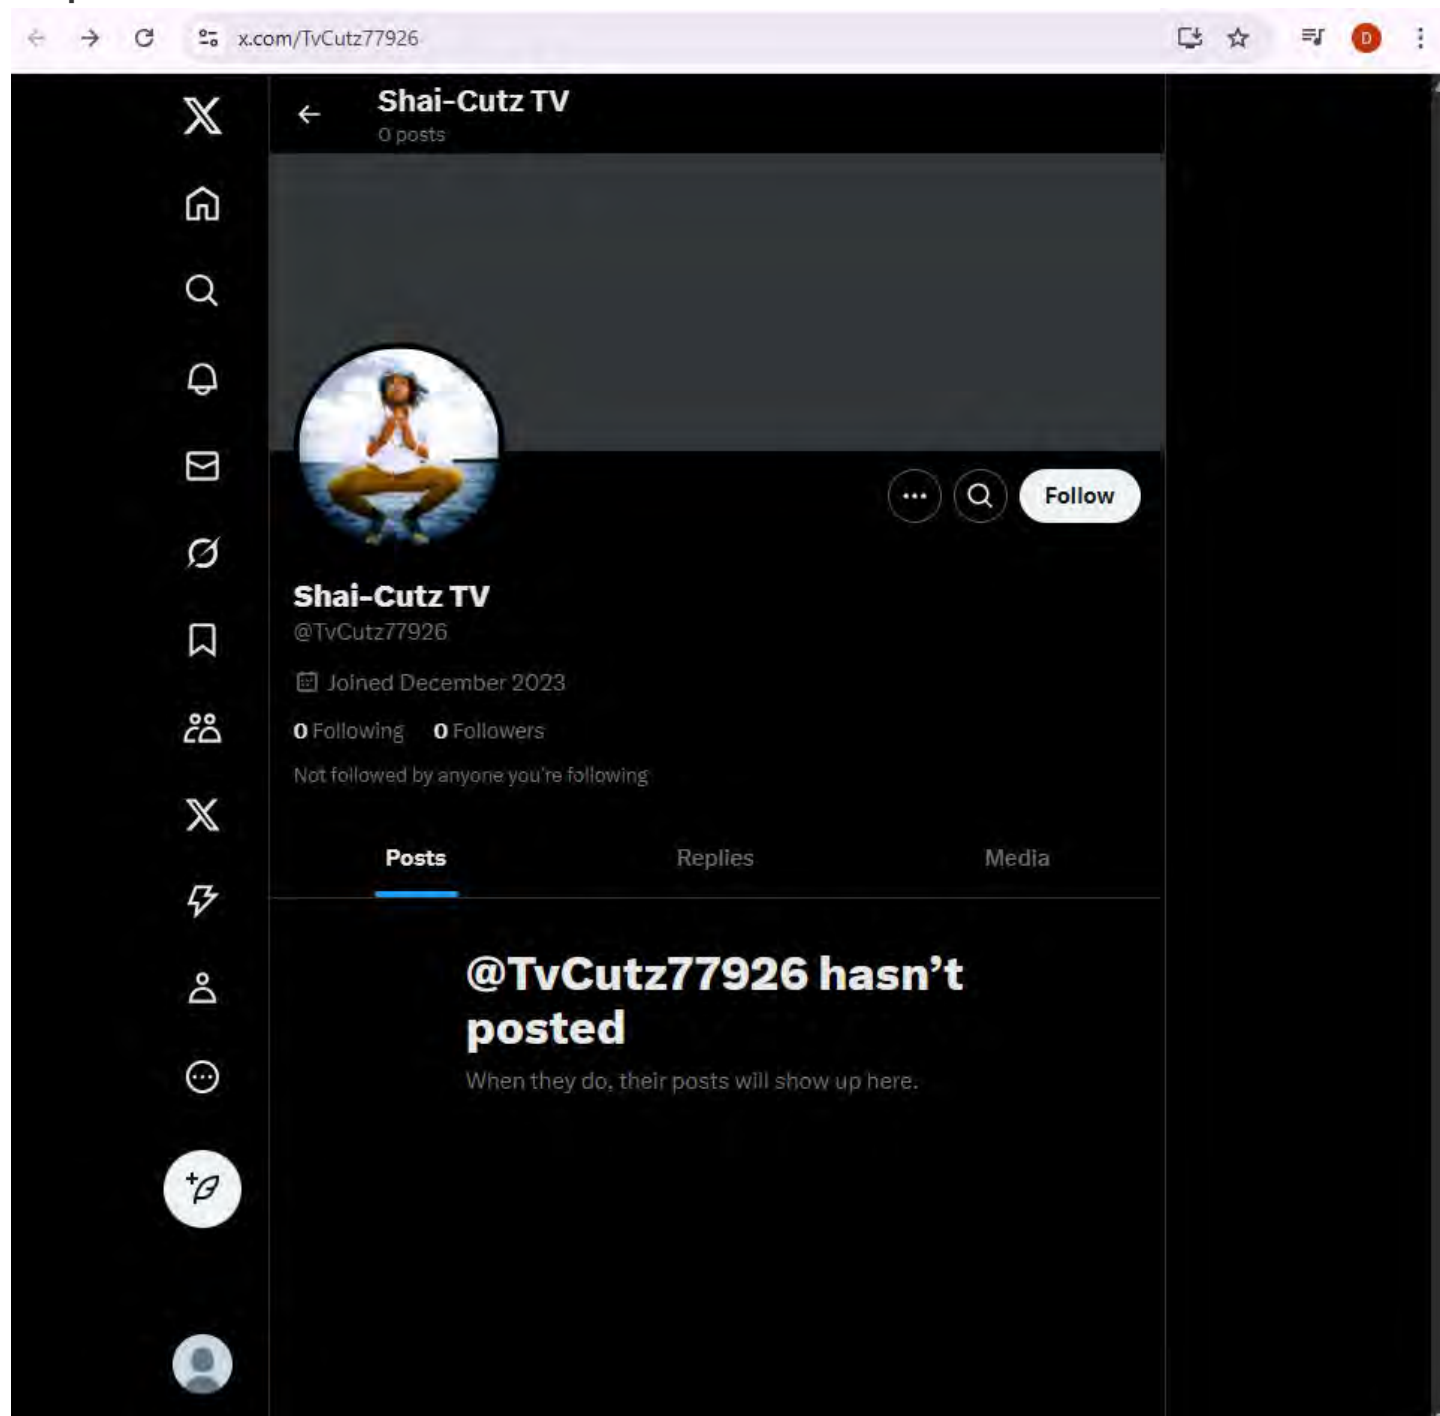 x.com/TvCutz77926
D
Shai-Cutz TV
0 posts
Follow
Shai-Cutz TV
@TvCutz77926
Joined December 2023
0 Following 0 Followers
Not followed by anyone you're following
Posts Replies Media
@TvCutz77926 hasn’t
posted
When they do, their posts will show up here.